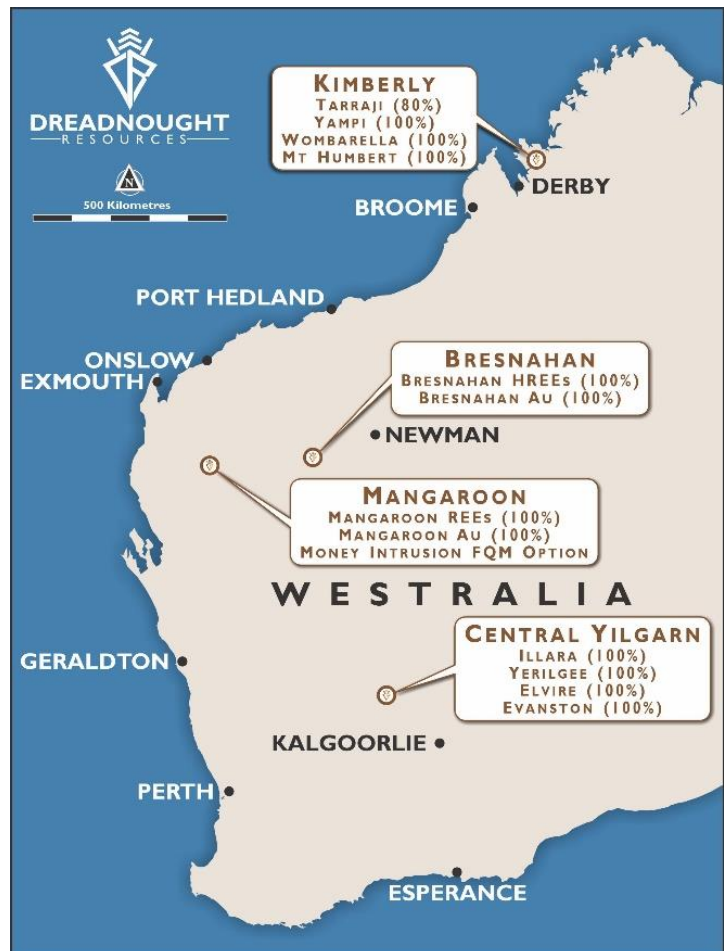 DREADNOUGHT
RESOURCES
N
500 Kilometres
KIMBERLY
TARRAJI (80%)
YAMPI (100%)
WOMBARELLA (100%)
MT HUMBERT (100%)
DERBY
BROOME
PORT HEDLAND
ONSLOW
EXMOUTH
BRESNAHAN
BRESNAHAN HREES (100%)
BRESNAHAN AU (100%)
NEWMAN
MANGAROON
MANGAROON REES (100%)
MANGAROON AU (100%)
MONEY INTRUSION FQM OPTION
WESTRALIA
CENTRAL YILGARN
ILLARA (100%)
YERILGEE (100%)
ELVIRE (100%)
EVANSTON (100%)
GERALDTON
KALGOORLIE
PERTH
ESPERANCE